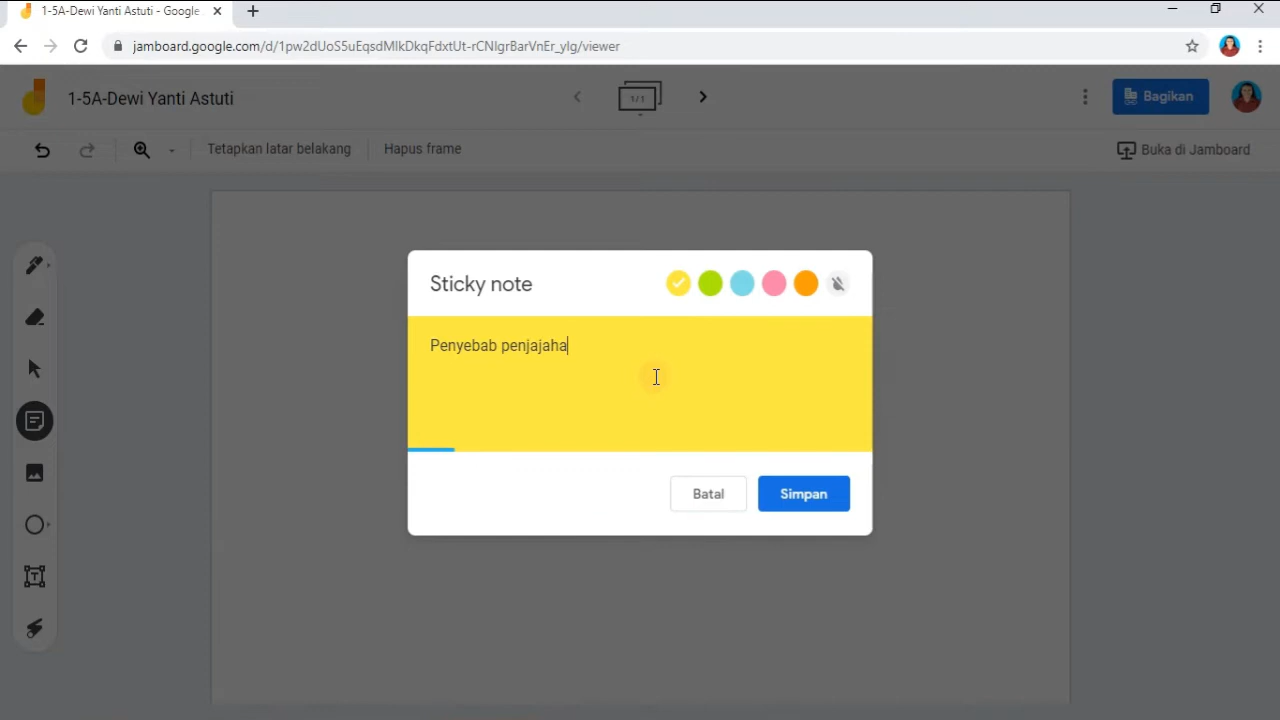 1-5A-Dewi Yanti Astuti - Google
jamboard.google.com/d/1pw2dUoS5uEqsdMlkDkqFdxtUt-rCNIgrBarVnEr_yIg/viewer
1-5A-Dewi Yanti Astuti
1/1
Bagikan
Tetapkan latar belakang
Hapus frame
Buka di Jamboard
Sticky note
Penyebab penjajaha
Batal
Simpan